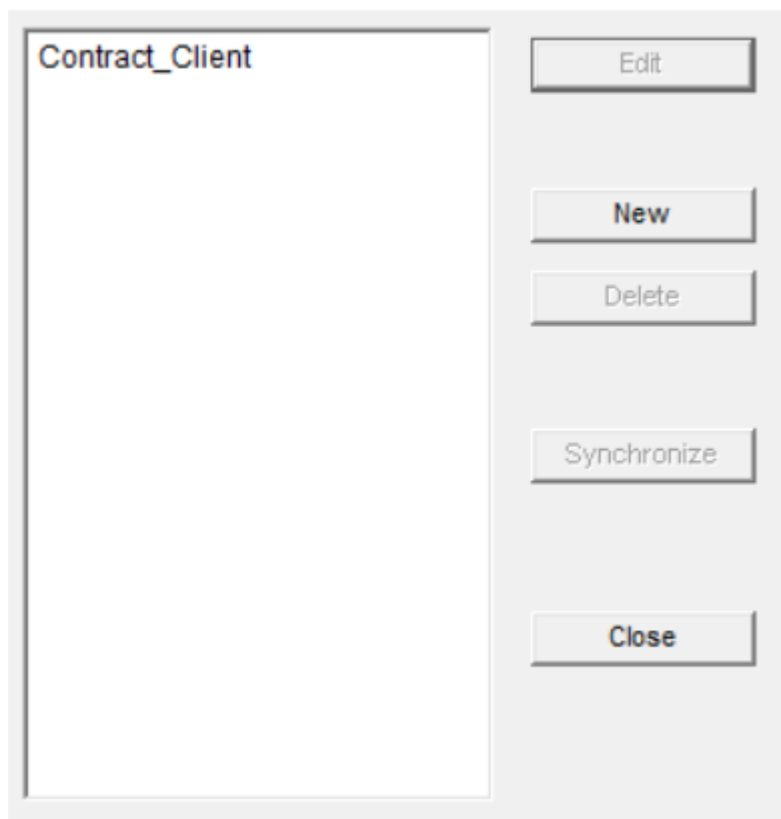 Contract_Client
Edit
New
Delete
Synchronize
Close